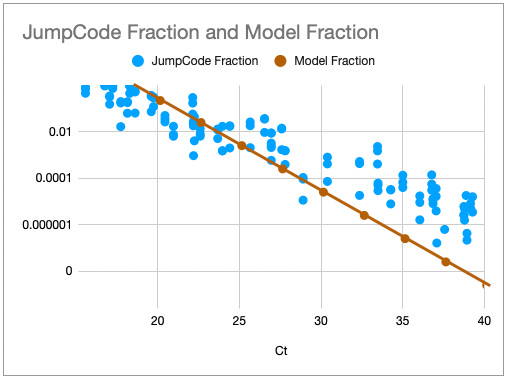 JumpCode Fraction and Model Fraction
JumpCode Fraction Model Fraction
0.01
0.0001
0.000001
0
20 25 30 35 40
Ct